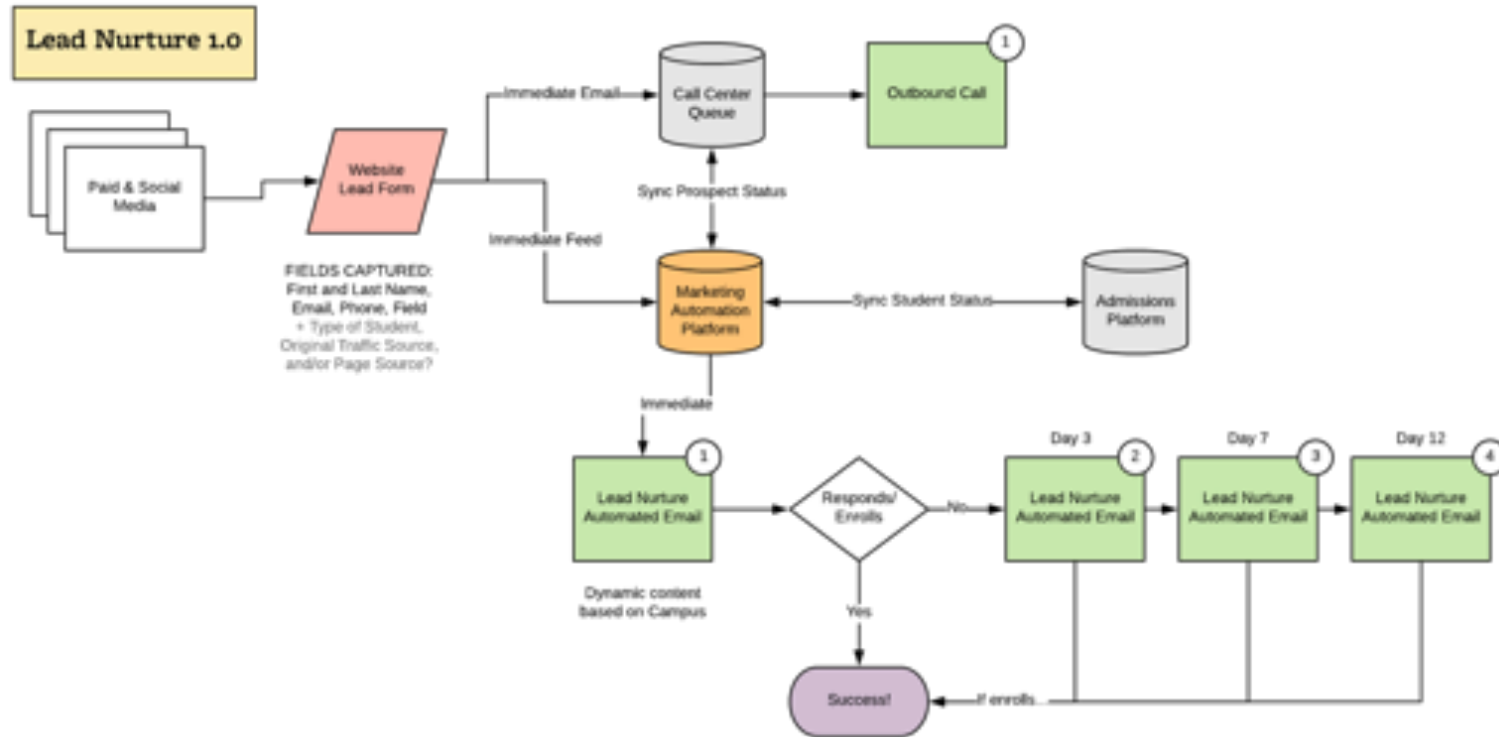 Lead Nurture 1.0
Paid & Social
Media
Website
Lead Form
FIELDS CAPTURED:
First and Last Name,
Email, Phone, Field
+ Type of Student,
Original Traffic Source,
and/or Page Source?
Immediate Email
Immediate Feed
Call Center
Queue
Outbound Call
1
Sync Prospect Status
Marketing
Automation
Platform
Sync Student Status
Admissions
Platform
Immediate
1
Lead Nurture
Automated Email
Dynamic content
based on Campus
Responds/
Enrolls
No
Yes
Day 3
2
Lead Nurture
Automated Email
Day 7
3
Lead Nurture
Automated Email
Day 12
4
Lead Nurture
Automated Email
If enrolls...
Success!